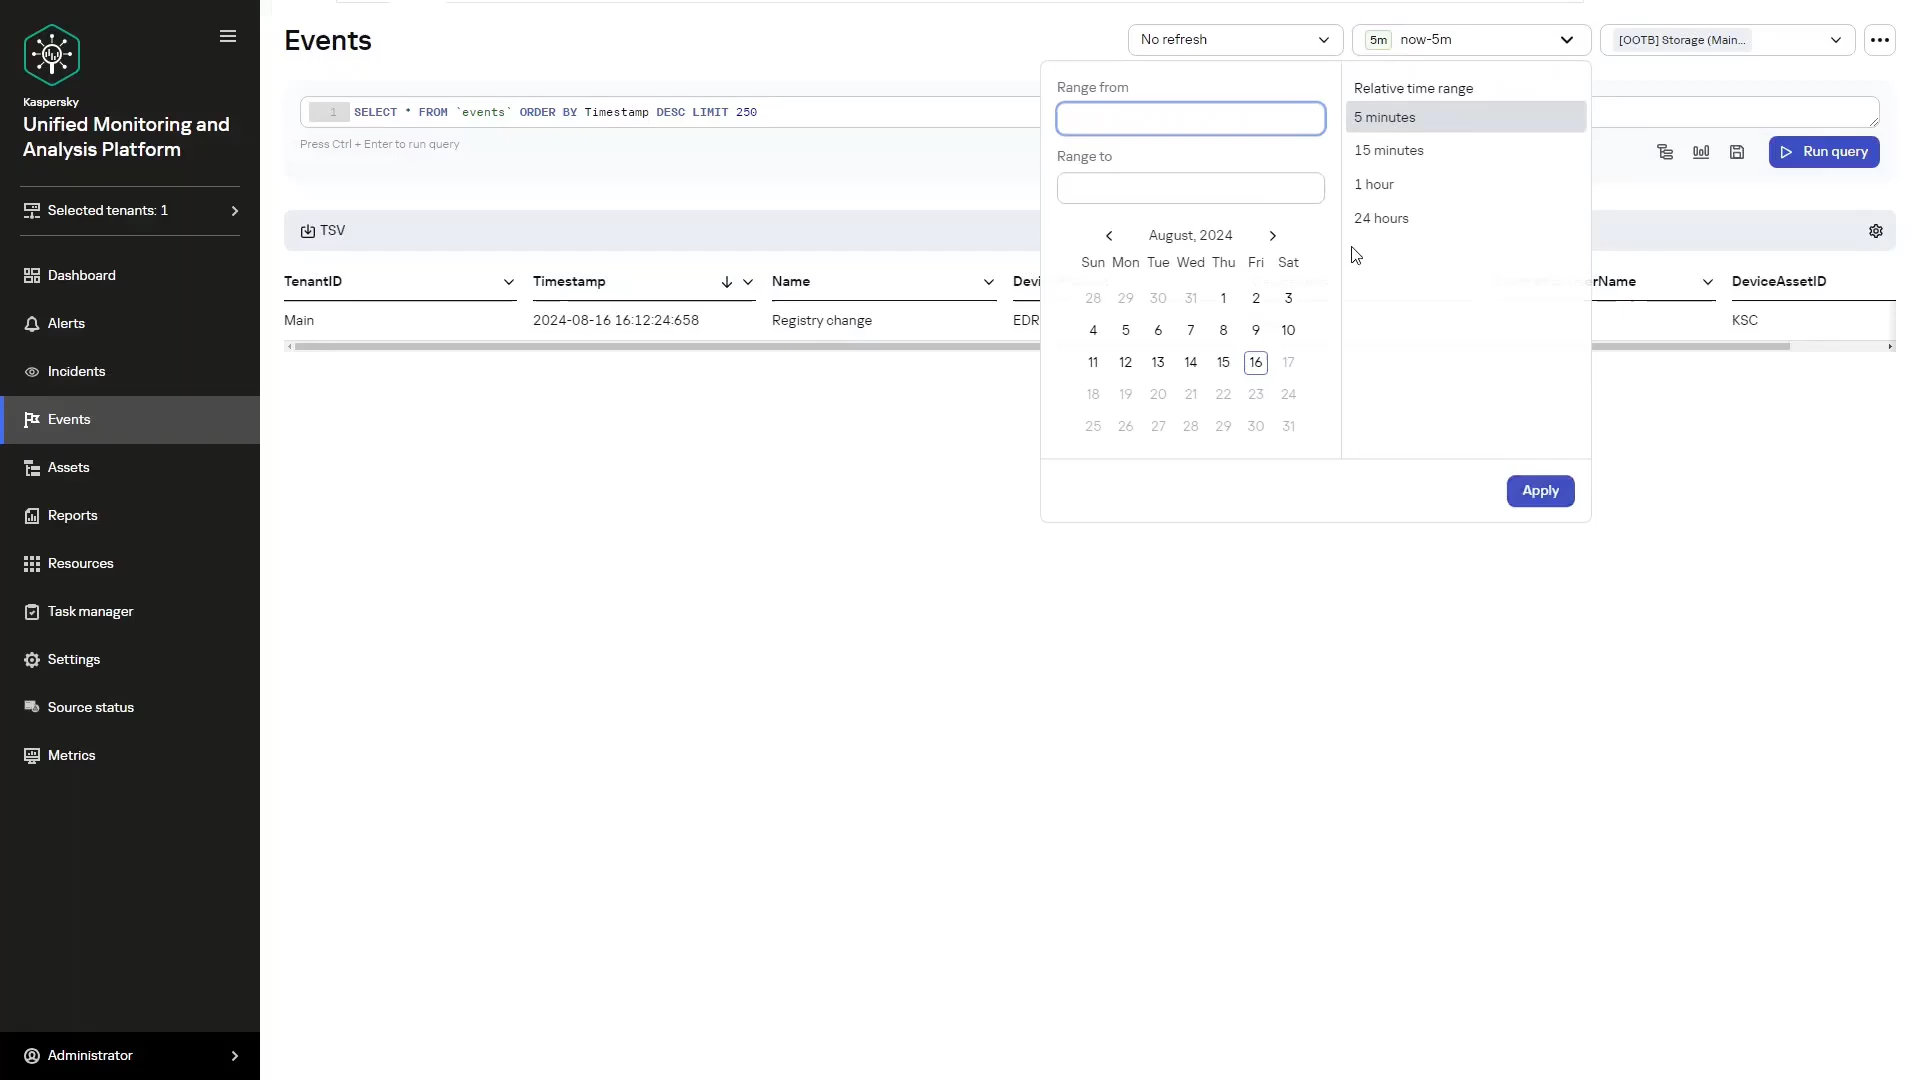 Kaspersky
Unified Monitoring and
Analysis Platform
Selected tenants: 1
Dashboard
Alerts
Incidents
Events
Assets
Reports
Resources
Task manager
Settings
Source status
Metrics
Administrator
Events
No refresh
5m now-5m
[OOTB] Storage (Main...
1 SELECT * FROM `events` ORDER BY Timestamp DESC LIMIT 250
Press Ctrl + Enter to run query
Run query
TSV
TenantID Timestamp Name Devi rName DeviceAssetID
Main 2024-08-16 16:12:24:658 Registry change EDR KSC
Range from
Range to
August, 2024
Sun Mon Tue Wed Thu Fri Sat
28 29 30 31 1 2 3
4 5 6 7 8 9 10
11 12 13 14 15 16 17
18 19 20 21 22 23 24
25 26 27 28 29 30 31
Relative time range
5 minutes
15 minutes
1 hour
24 hours
Apply